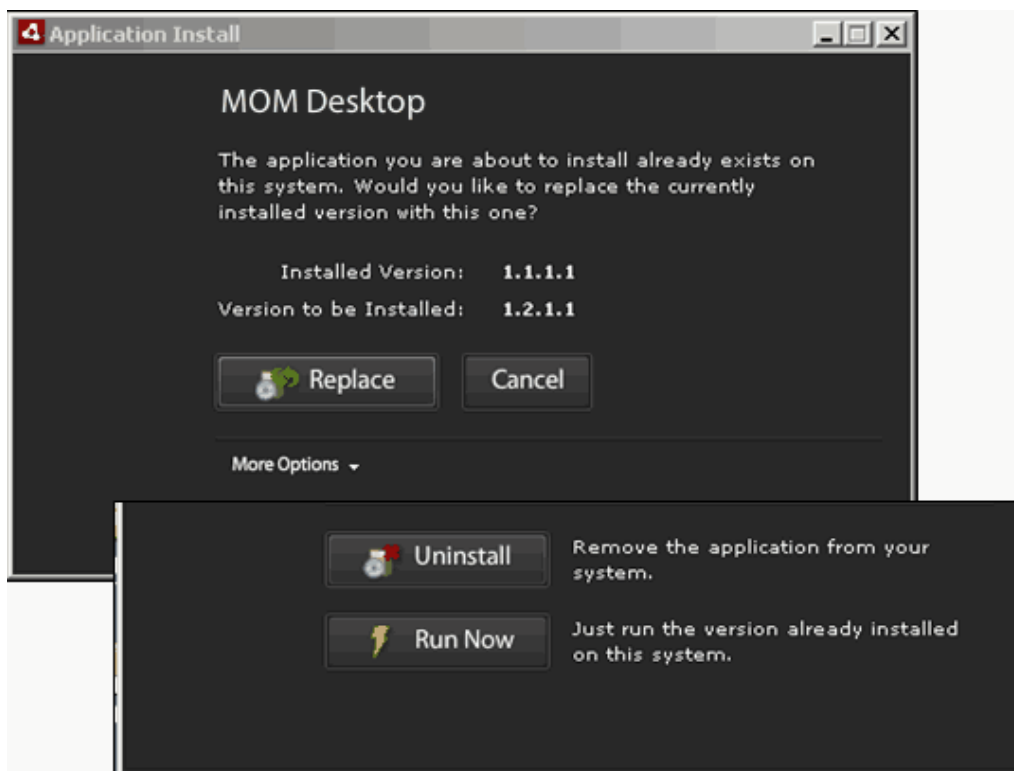 Application Install
MOM Desktop
The application you are about to install already exists on
this system. Would you like to replace the currently
installed version with this one?
Installed Version: 1.1.1.1
Version to be Installed: 1.2.1.1
Replace Cancel
More Options
Uninstall Remove the application from your
system.
Run Now Just run the version already installed
on this system.